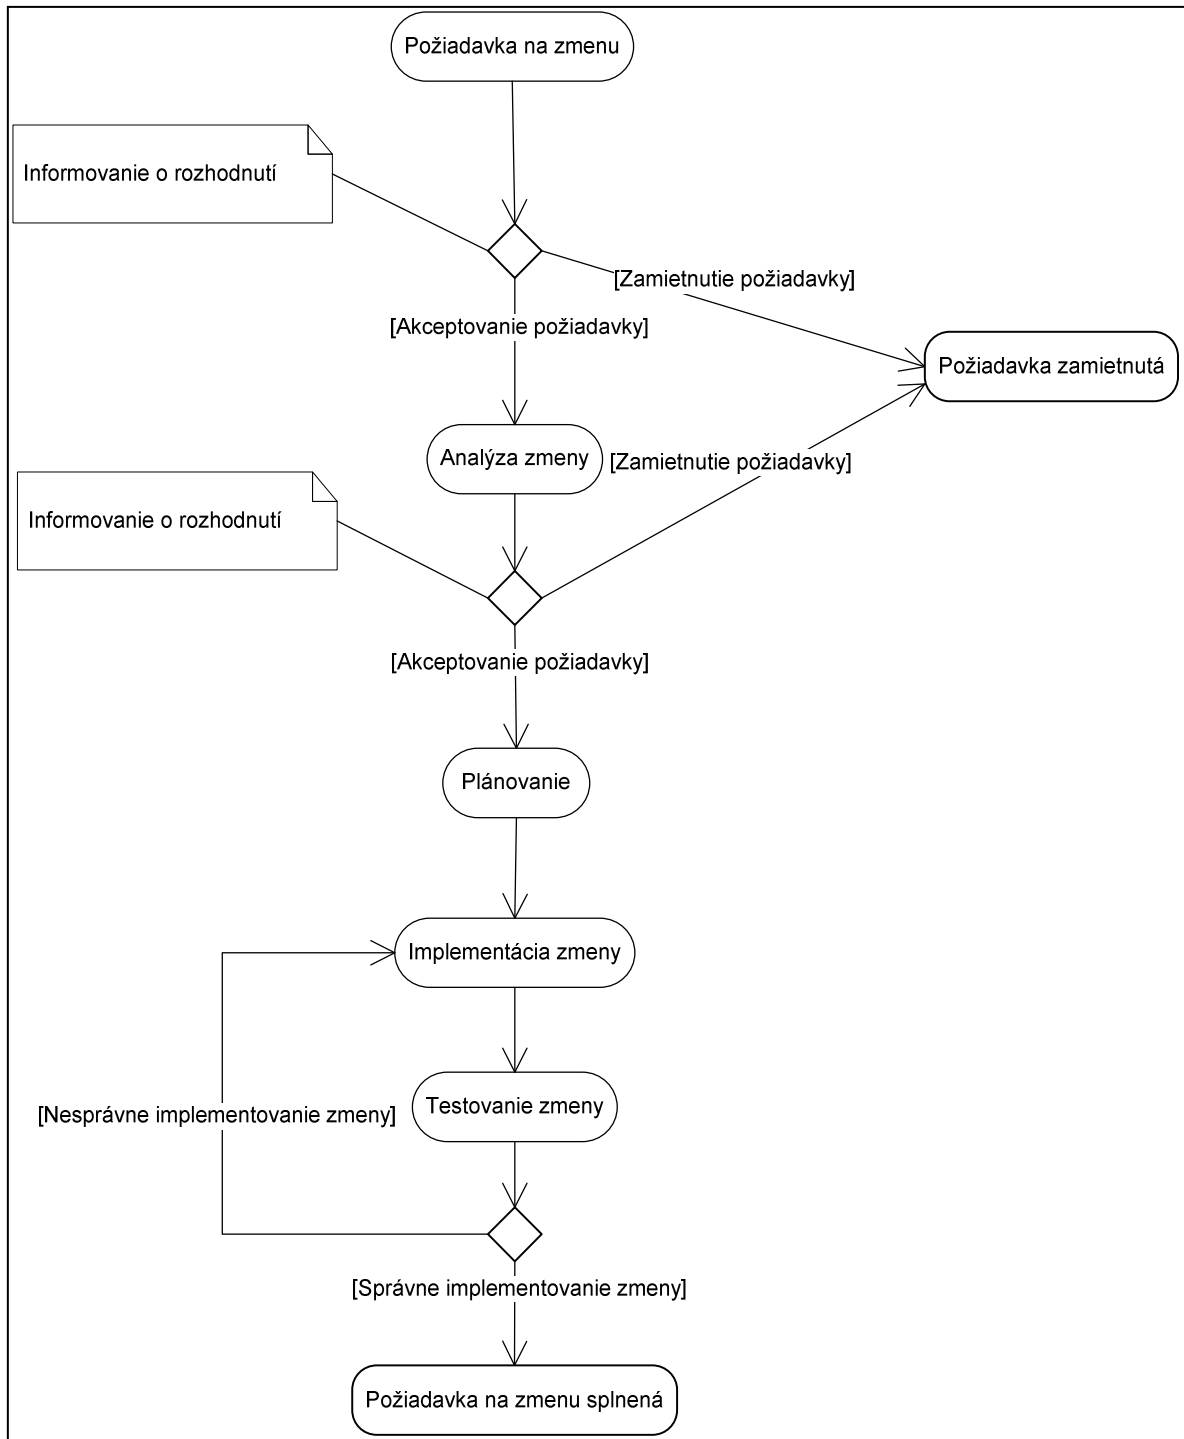 Požiadavka na zmenu
Informovanie o rozhodnutí
[Zamietnutie požiadavky]
[Akceptovanie požiadavky]
Požiadavka zamietnutá
Analýza zmeny
[Zamietnutie požiadavky]
Informovanie o rozhodnutí
[Akceptovanie požiadavky]
Plánovanie
Implementácia zmeny
Testovanie zmeny
[Nesprávne implementovanie zmeny]
[Správne implementovanie zmeny]
Požiadavka na zmenu splnená